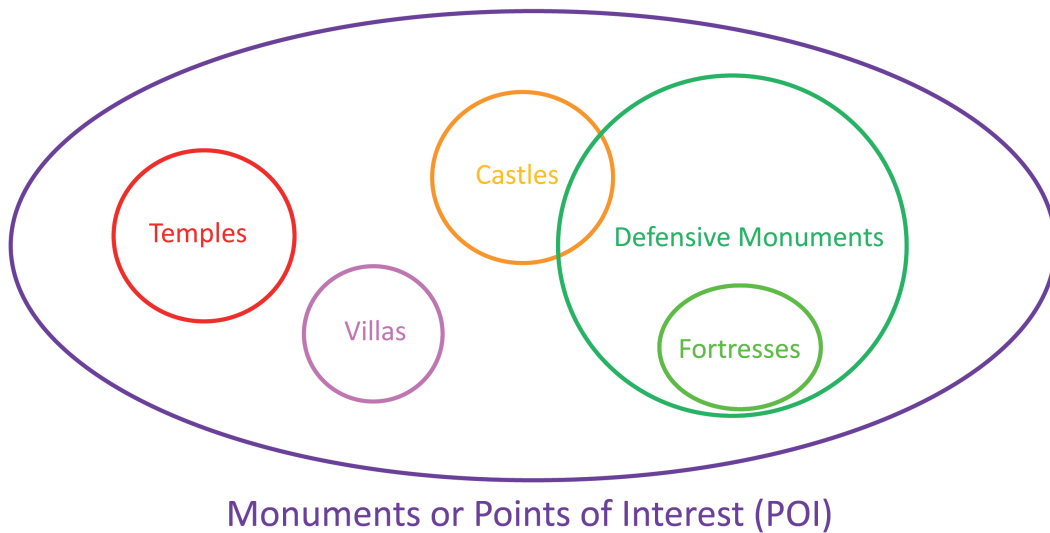 Castles
Temples
Defensive Monuments
Villas
Fortresses
Monuments or Points of Interest (POI)